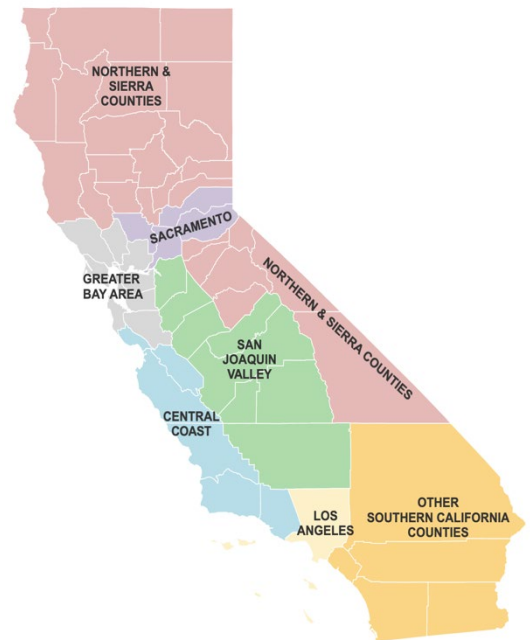 NORTHERN &
SIERRA
COUNTIES
SACRAMENTO
GREATER
BAY AREA
NORTHERN & SIERRA COUNTIES
SAN
JOAQUIN
VALLEY
CENTRAL
COAST
LOS
ANGELES
OTHER
SOUTHERN CALIFORNIA
COUNTIES